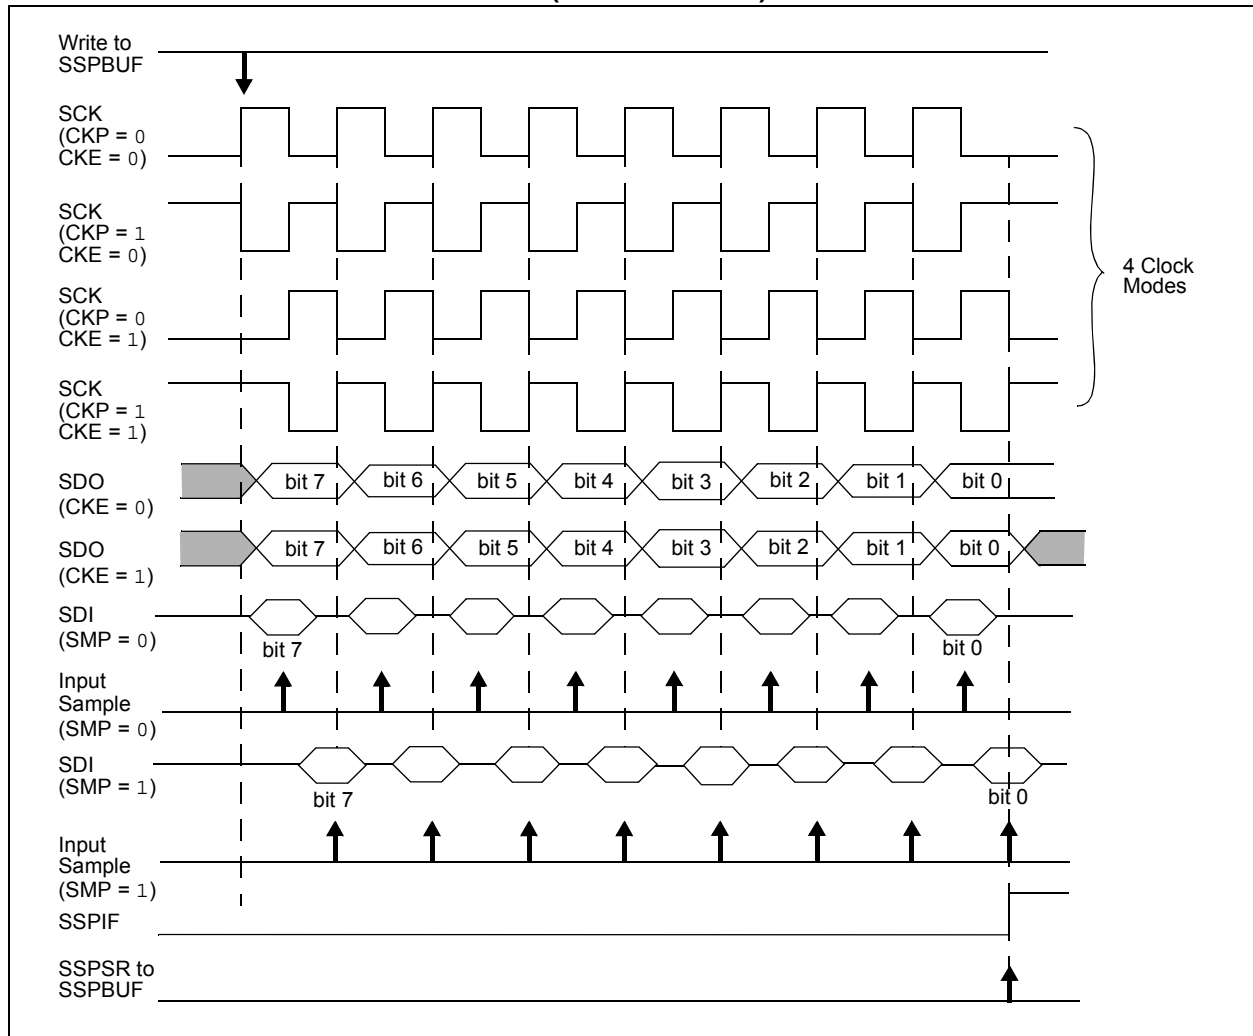 Write to
SSPBUF
SCK
(CKP = 0
CKE = 0)
SCK
(CKP = 1
CKE = 0)
4 Clock
Modes
SCK
(CKP = 0
CKE = 1)
SCK
(CKP = 1
CKE = 1)
SDO
(CKE = 0)
bit 7 bit 6 bit 5 bit 4 bit 3 bit 2 bit 1 bit 0
SDO
(CKE = 1)
bit 7 bit 6 bit 5 bit 4 bit 3 bit 2 bit 1 bit 0
SDI
(SMP = 0)
bit 7 bit 0
Input
Sample
(SMP = 0)
SDI
(SMP = 1)
bit 7 bit 0
Input
Sample
(SMP = 1)
SSPIF
SSPSR to
SSPBUF